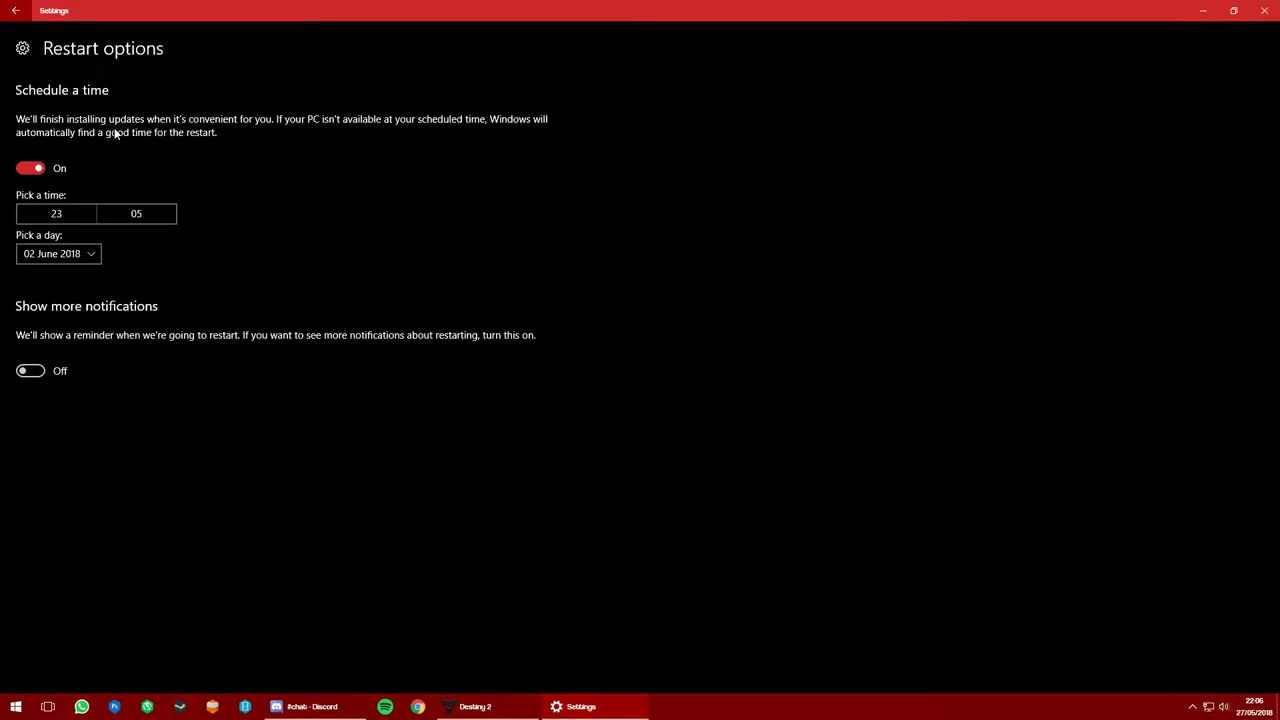 Settings
Restart options
Schedule a time
We'll finish installing updates when it's convenient for you. If your PC isn't available at your scheduled time, Windows will
automatically find a good time for the restart.
On
Pick a time:
23 05
Pick a day:
02 June 2018
Show more notifications
We'll show a reminder when we're going to restart. If you want to see more notifications about restarting, turn this on.
Off
#chat - Discord
Destiny 2
Settings
22:06
27/05/2018